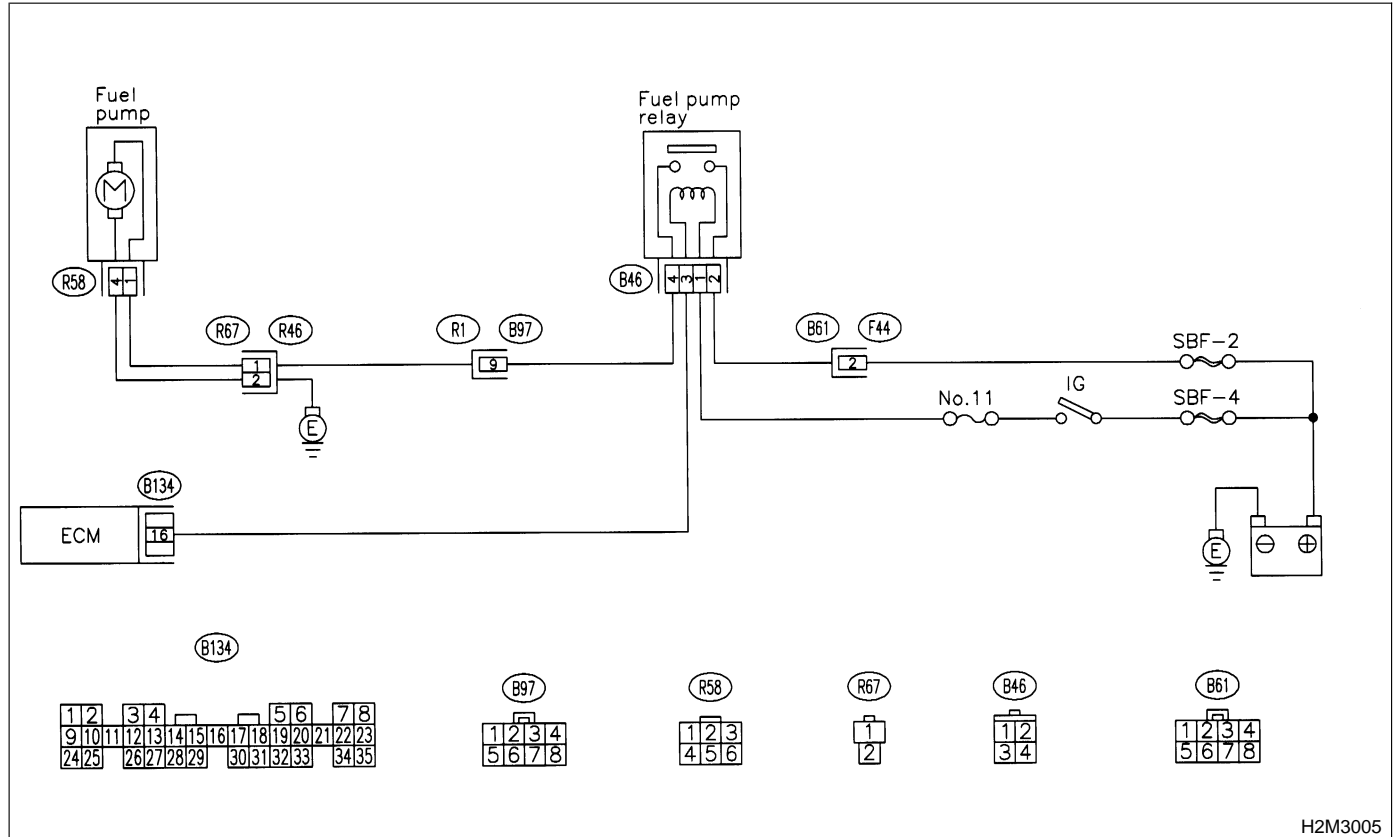 Fuel
pump
Fuel pump
relay
M
R58
4 1
B46
4 3 1 2
R67 R46
R1 B97
B61 F44
SBF-2
1
9
2
2
IG
No.11
SBF-4
E
B134
ECM
16
E
⊖ ⊕
B134
B97
R58
R67
B46
B61
1 2 3 4 5 6 7 8
9 10 11 12 13 14 15 16 17 18 19 20 21 22 23
24 25 26 27 28 29 30 31 32 33 34 35
1 2 3 4
5 6 7 8
1 2 3
4 5 6
1
2
1 2
3 4
1 2 3 4
5 6 7 8
H2M3005